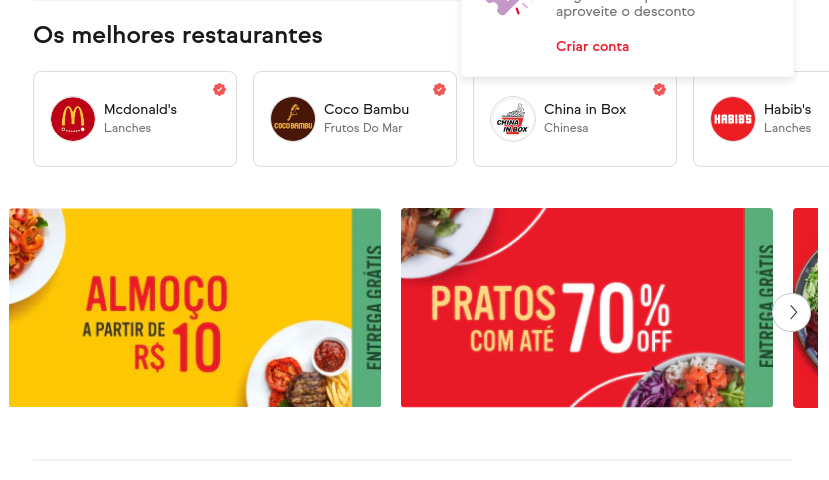 aproveite o desconto
Criar conta
Os melhores restaurantes
Mcdonald's
Lanches
COCO BAMBU
Coco Bambu
Frutos Do Mar
CHINA
IN BOX
China in Box
Chinesa
HABIB'S
Habib's
Lanches
ALMOÇO
A PARTIR DE
R$ 10
ENTREGA GRÁTIS
PRATOS
COM ATÉ
70%
OFF
ENTREGA GRÁTIS